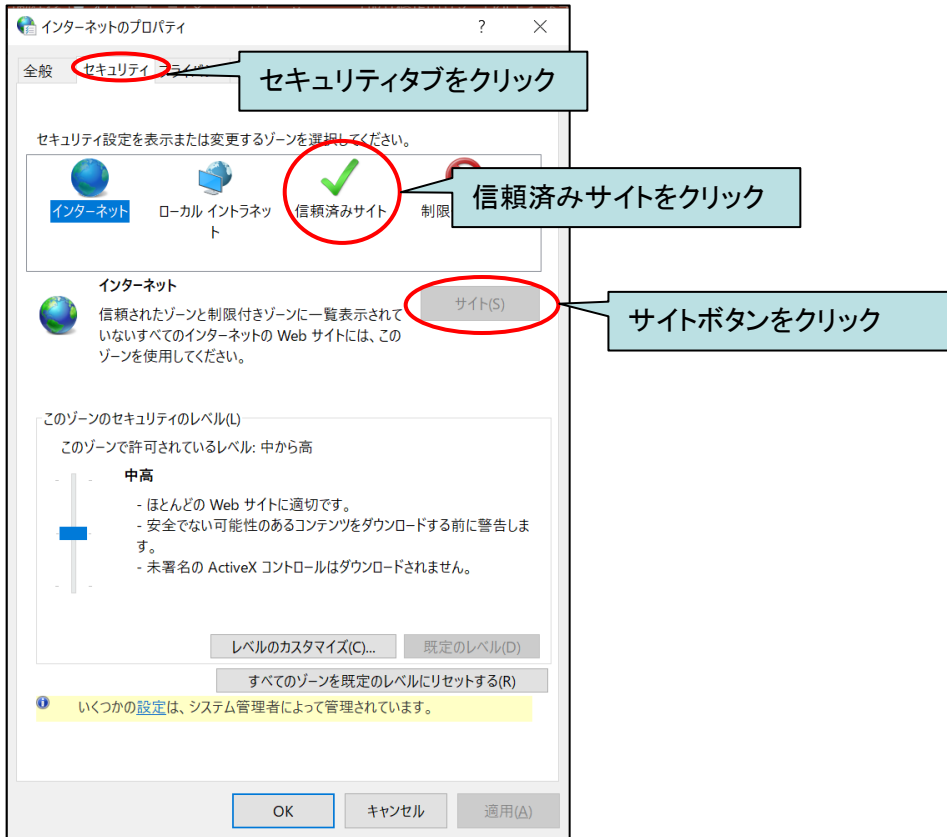 インターネットのプロパティ
?
×
全般
セキュリティ
セキュリティタブをクリック
セキュリティ設定を表示または変更するゾーンを選択してください。
インターネット
ローカル イントラネッ
ト
信頼済みサイト
制限
信頼済みサイトをクリック
インターネット
サイト(S)
信頼されたゾーンと制限付きゾーンに一覧表示されて
いないすべてのインターネットの Web サイトには、この
ゾーンを使用してください。
サイトボタンをクリック
このゾーンのセキュリティのレベル(L)
このゾーンで許可されているレベル: 中から高
中高
- ほとんどの Web サイトに適切です。
- 安全でない可能性のあるコンテンツをダウンロードする前に警告しま
す。
- 未署名の ActiveX コントロールはダウンロードされません。
レベルのカスタマイズ(C)...
既定のレベル(D)
すべてのゾーンを既定のレベルにリセットする(R)
いくつかの設定は、システム管理者によって管理されています。
OK
キャンセル
適用(A)